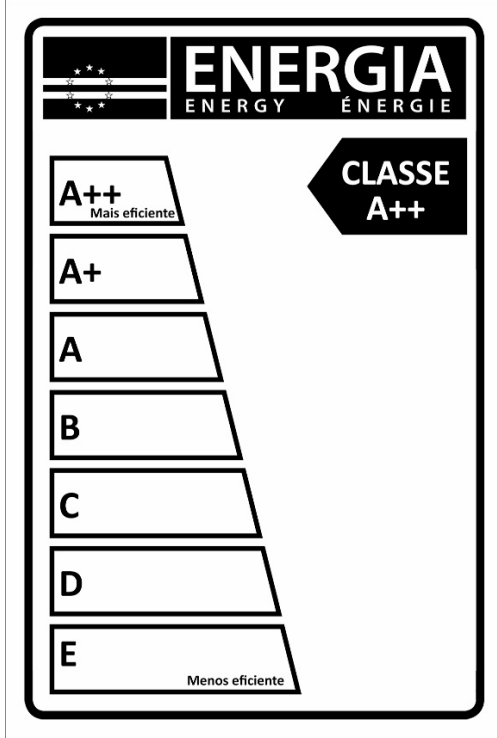 ENERGIA
ENERGY ÉNERGIE
CLASSE
A++
A++
Mais eficiente
A+
A
B
C
D
E
Menos eficiente